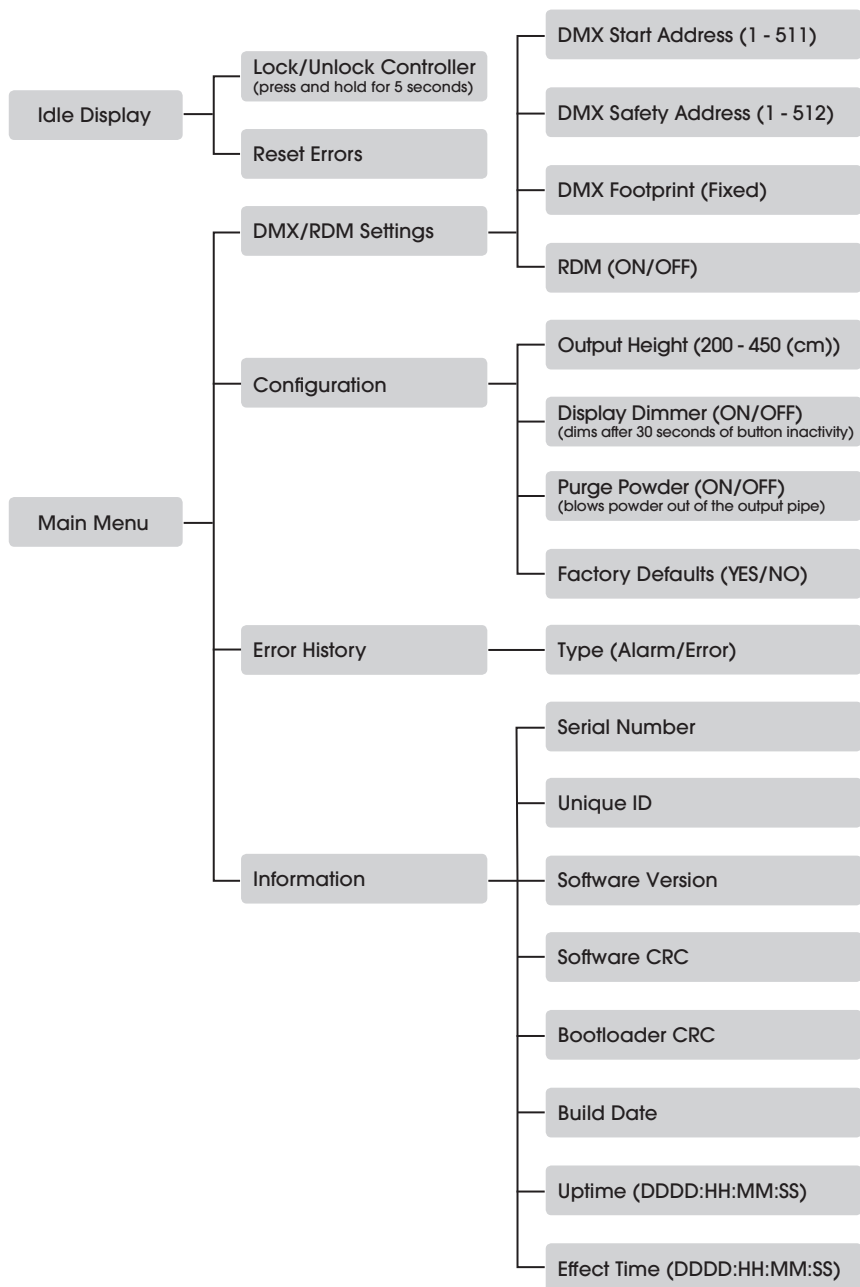 Idle Display
Lock/Unlock Controller
(press and hold for 5 seconds)
Reset Errors
Main Menu
DMX/RDM Settings
DMX Start Address (1 - 511)
DMX Safety Address (1 - 512)
DMX Footprint (Fixed)
RDM (ON/OFF)
Configuration
Output Height (200 - 450 (cm))
Display Dimmer (ON/OFF)
(dims after 30 seconds of button inactivity)
Purge Powder (ON/OFF)
(blows powder out of the output pipe)
Factory Defaults (YES/NO)
Error History
Type (Alarm/Error)
Information
Serial Number
Unique ID
Software Version
Software CRC
Bootloader CRC
Build Date
Uptime (DDDD:HH:MM:SS)
Effect Time (DDDD:HH:MM:SS)